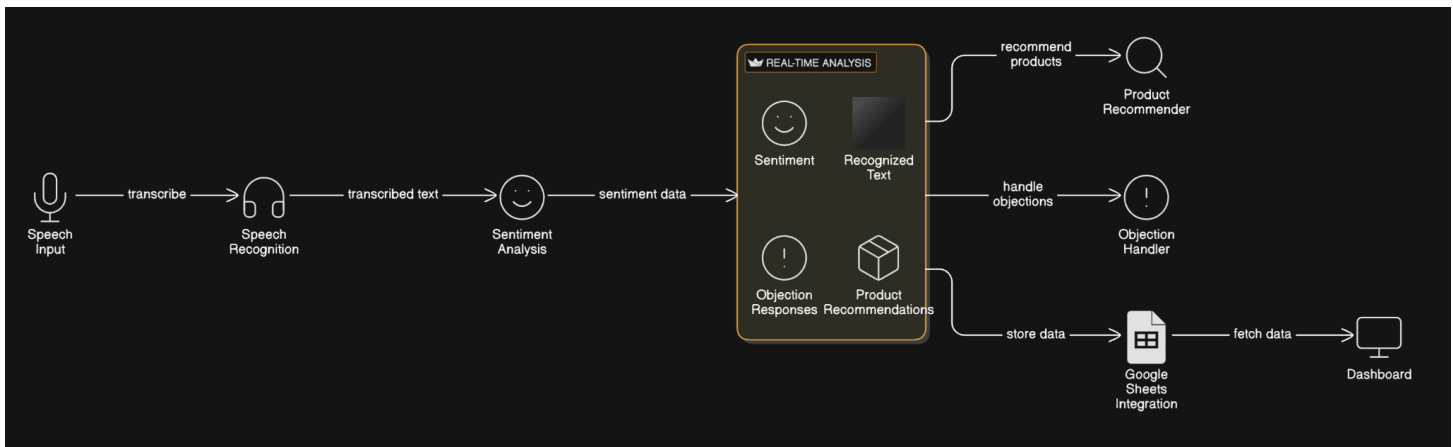 Speech
Input
transcribe
Speech
Recognition
transcribed text
Sentiment
Analysis
sentiment data
REAL-TIME ANALYSIS
Sentiment
Recognized
Text
Objection
Responses
Product
Recommendations
recommend
products
Product
Recommender
handle
objections
Objection
Handler
store data
Google
Sheets
Integration
fetch data
Dashboard